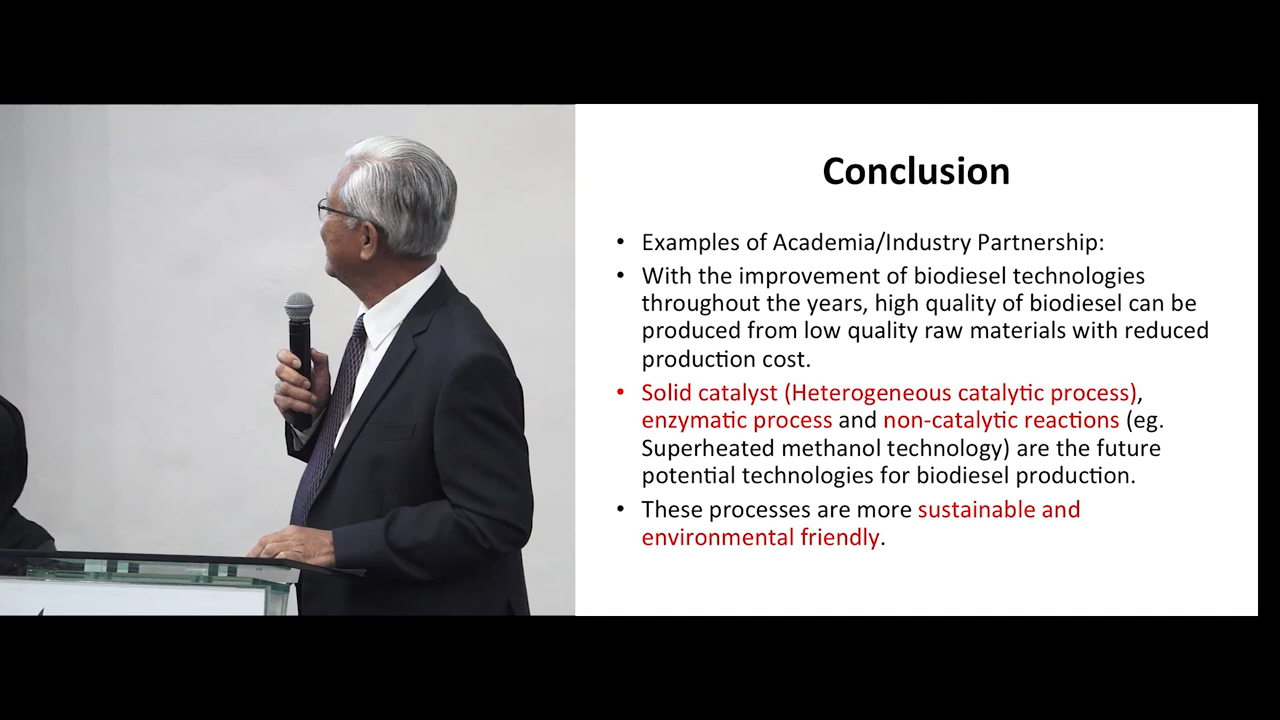 Conclusion
• Examples of Academia/Industry Partnership:
• With the improvement of biodiesel technologies
throughout the years, high quality of biodiesel can be
produced from low quality raw materials with reduced
production cost.
• Solid catalyst (Heterogeneous catalytic process),
enzymatic process and non-catalytic reactions (eg.
Superheated methanol technology) are the future
potential technologies for biodiesel production.
• These processes are more sustainable and
environmental friendly.